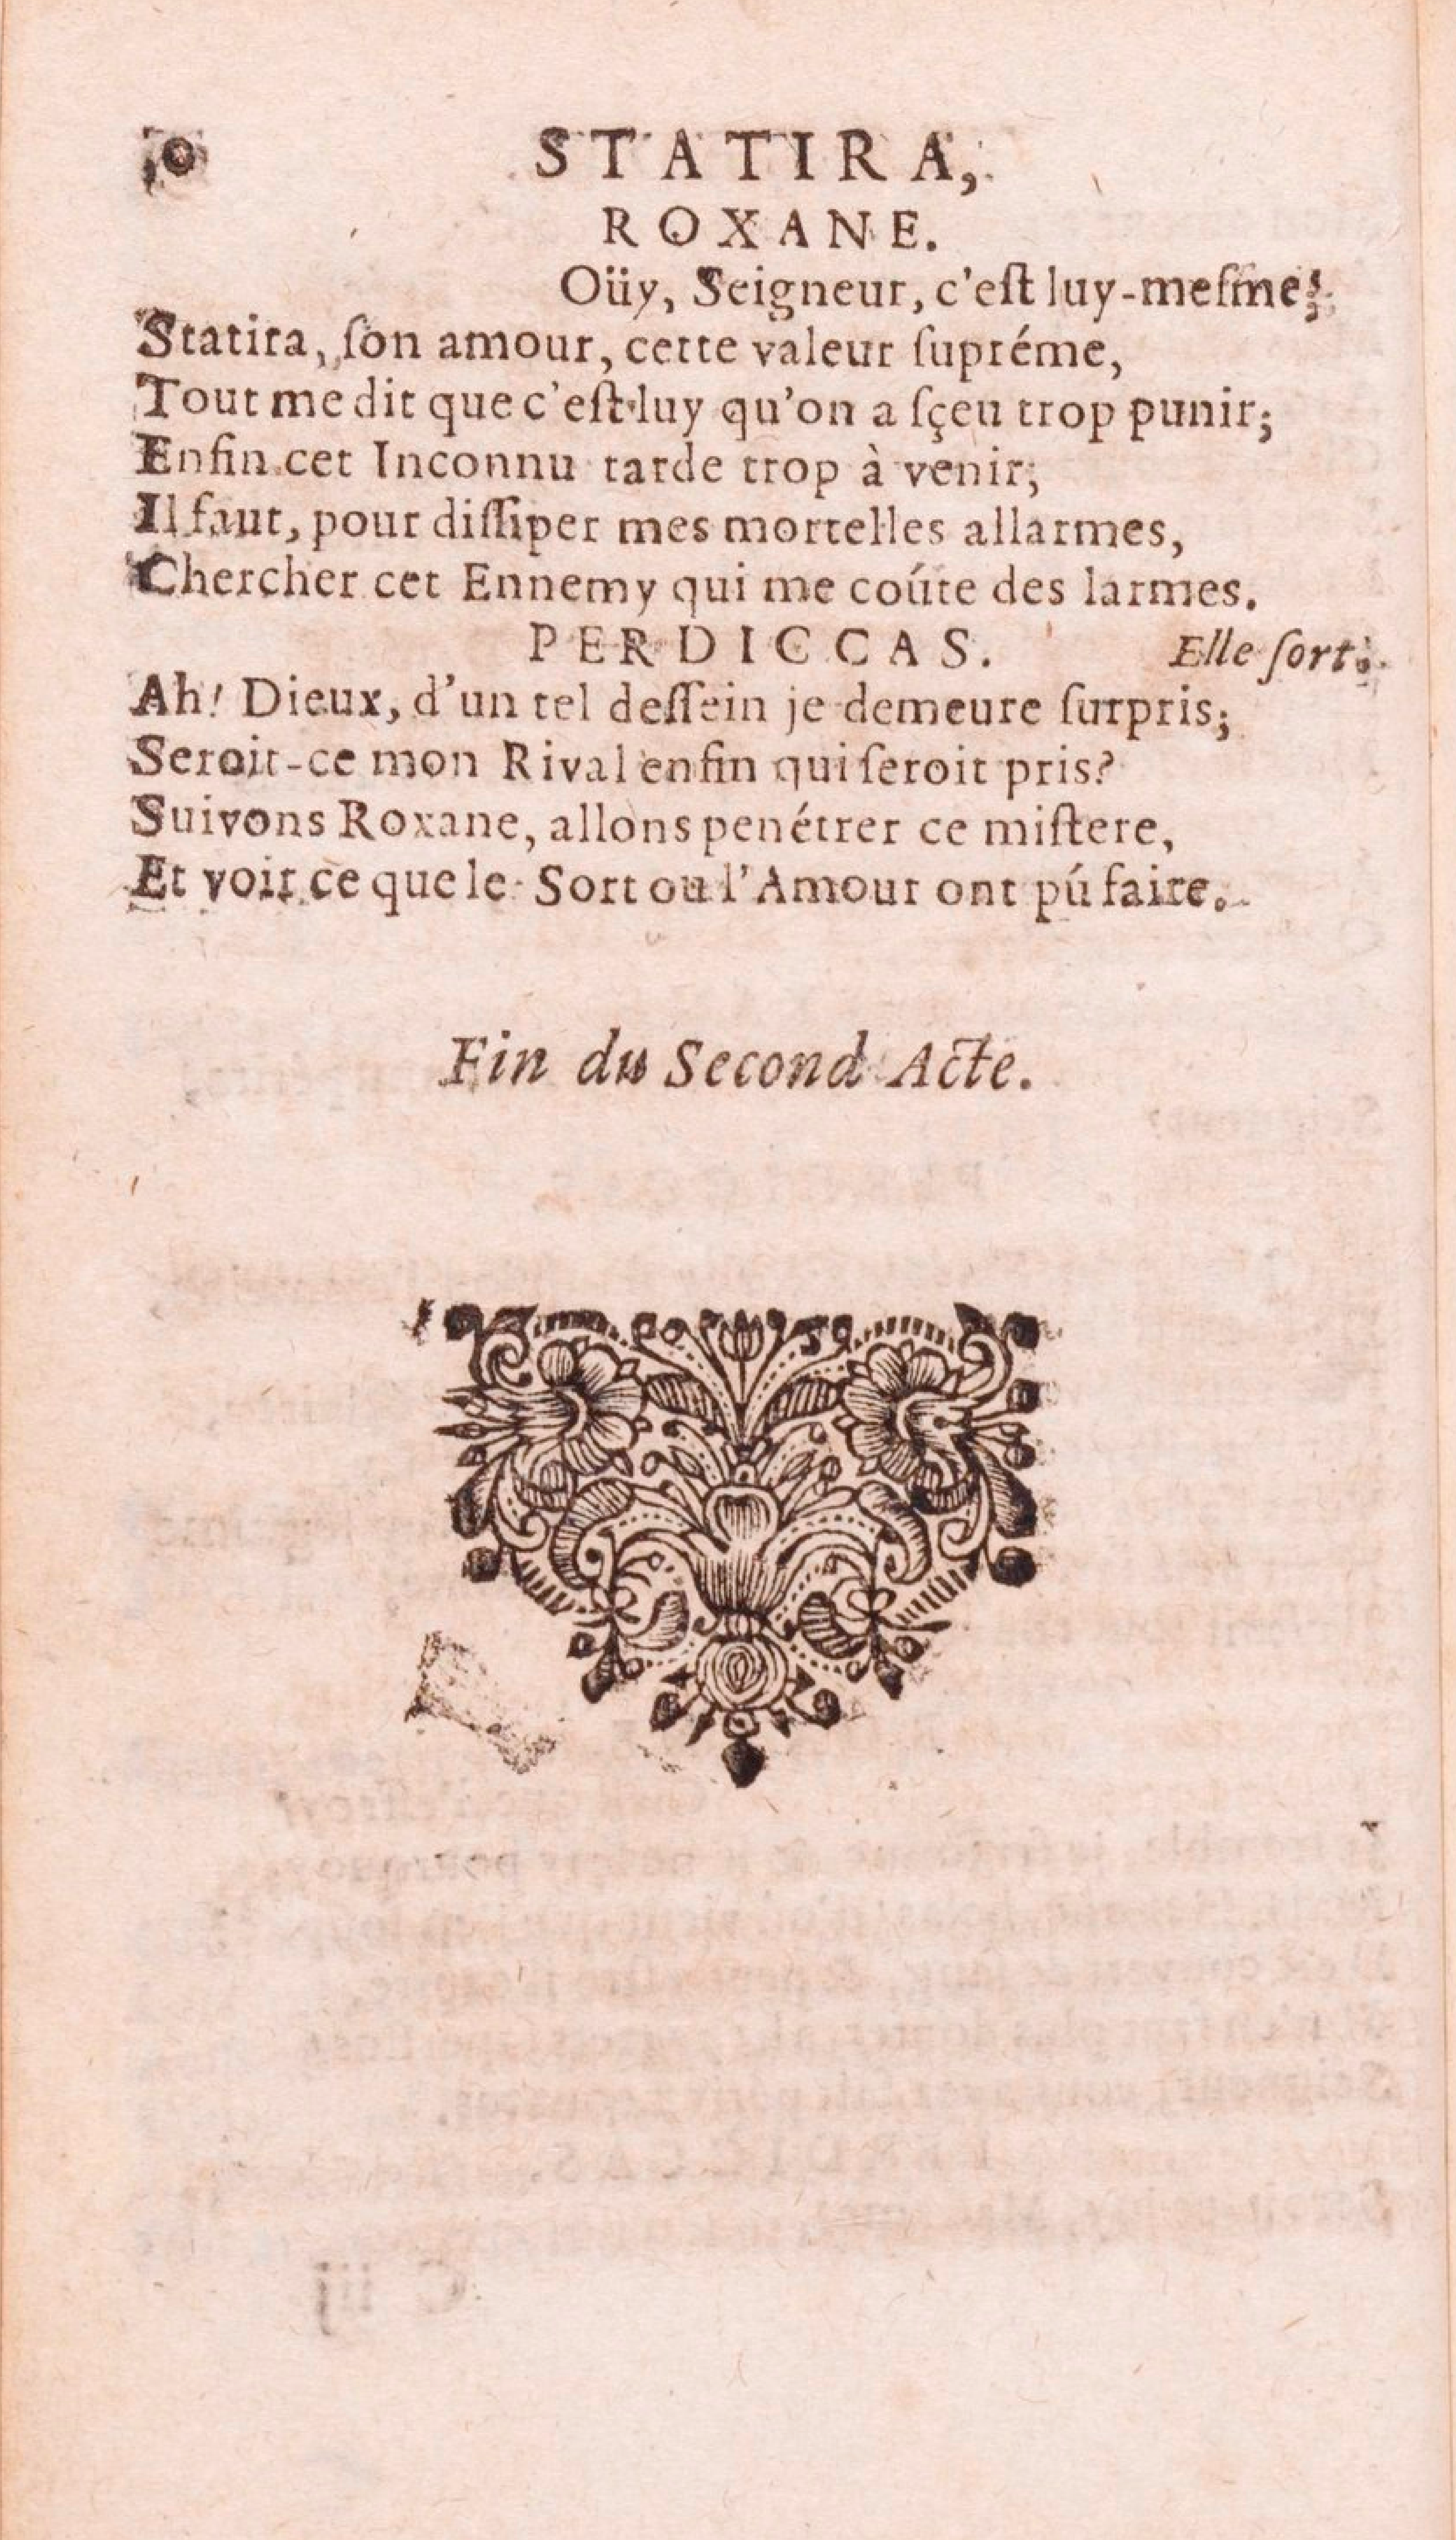 STATIRA,
ROXANE.
Oüy, Seigneur, c'eſt luy-meſme;
Statira, ſon amour, cette valeur ſupréme,
Tout me dit que c'eſt luy qu'on a ſçeu trop punir;
Enfin cet Inconnu tarde trop à venir;
Il faut, pour diſſiper mes mortelles allarmes,
Chercher cet Ennemy qui me coúte des larmes.
PERDICCAS. Elle ſort.
Ah! Dieux, d'un tel deſſein je demeure ſurpris;
Seroit-ce mon Rival enfin qui ſeroit pris?
Suivons Roxane, allons penétrer ce miſtere,
Et voir ce que le Sort ou l'Amour ont pú faire.
Fin du Second Acte.